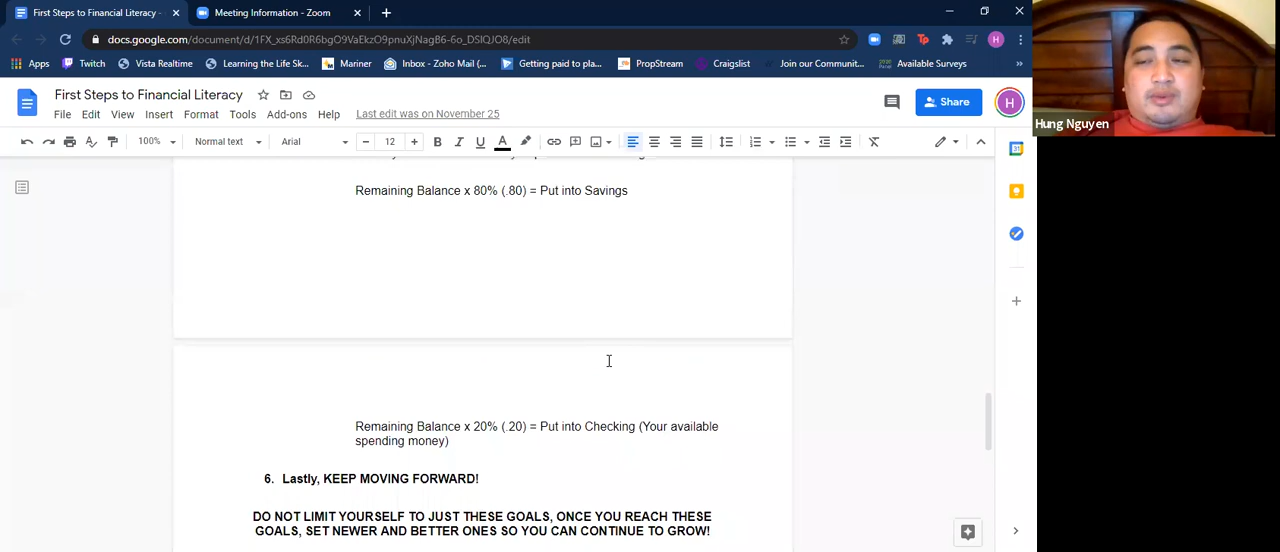 First Steps to Financial Literacy -
Meeting Information - Zoom
docs.google.com/document/d/1FX_xs6Rd0R6bgO9VaEkzO9pnuXjNagB6-6o_DSIQJO8/edit
Apps
Twitch
Vista Realtime
Learning the Life Sk...
Mariner
Inbox - Zoho Mail (...
Getting paid to pla...
PropStream
Craigslist
Join our Communit...
Available Surveys
»
First Steps to Financial Literacy
File Edit View Insert Format Tools Add-ons Help
Last edit was on November 25
Share
H
100%
Normal text
Arial
12
B I U A
Remaining Balance x 80% (.80) = Put into Savings
Remaining Balance x 20% (.20) = Put into Checking (Your available
spending money)
6. Lastly, KEEP MOVING FORWARD!
DO NOT LIMIT YOURSELF TO JUST THESE GOALS, ONCE YOU REACH THESE
GOALS, SET NEWER AND BETTER ONES SO YOU CAN CONTINUE TO GROW!
Hung Nguyen